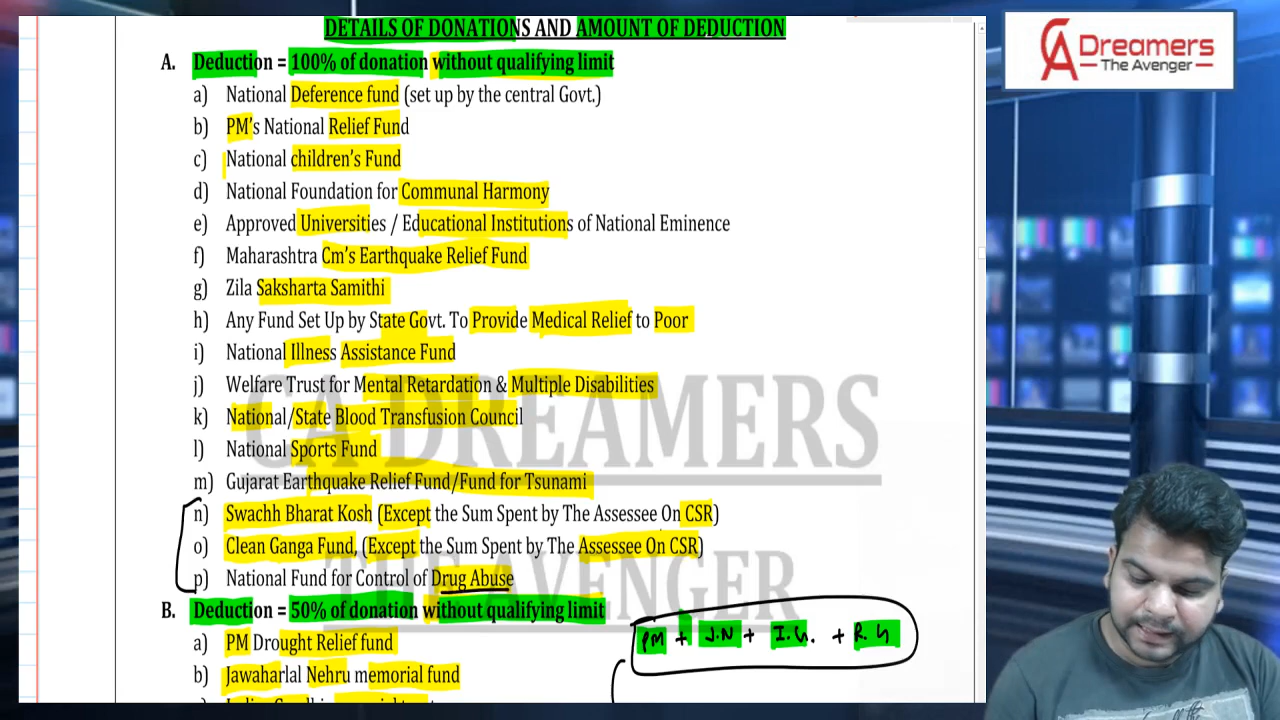 DETAILS OF DONATIONS AND AMOUNT OF DEDUCTION
CA Dreamers
The Avenger
A. Deduction = 100% of donation without qualifying limit
a) National Deference fund (set up by the central Govt.)
b) PM's National Relief Fund
c) National children's Fund
d) National Foundation for Communal Harmony
e) Approved Universities / Educational Institutions of National Eminence
f) Maharashtra Cm's Earthquake Relief Fund
g) Zila Saksharta Samithi
h) Any Fund Set Up by State Govt. To Provide Medical Relief to Poor
i) National Illness Assistance Fund
j) Welfare Trust for Mental Retardation & Multiple Disabilities
k) National/State Blood Transfusion Council
l) National Sports Fund
m) Gujarat Earthquake Relief Fund/Fund for Tsunami
n) Swachh Bharat Kosh (Except the Sum Spent by The Assessee On CSR)
o) Clean Ganga Fund, (Except the Sum Spent by The Assessee On CSR)
p) National Fund for Control of Drug Abuse
CA DREAMERS
THE AVENGER
B. Deduction = 50% of donation without qualifying limit
PM + J.N + I.G. + R.G
a) PM Drought Relief fund
b) Jawaharlal Nehru memorial fund